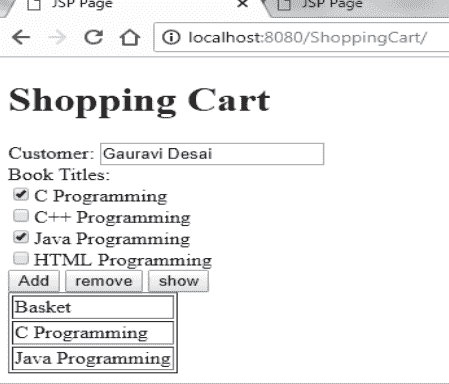 JSP Page JSP Page
localhost:8080/ShoppingCart/
Shopping Cart
Customer: Gauravi Desai
Book Titles:
C Programming
C++ Programming
Java Programming
HTML Programming
Add remove show
Basket
C Programming
Java Programming